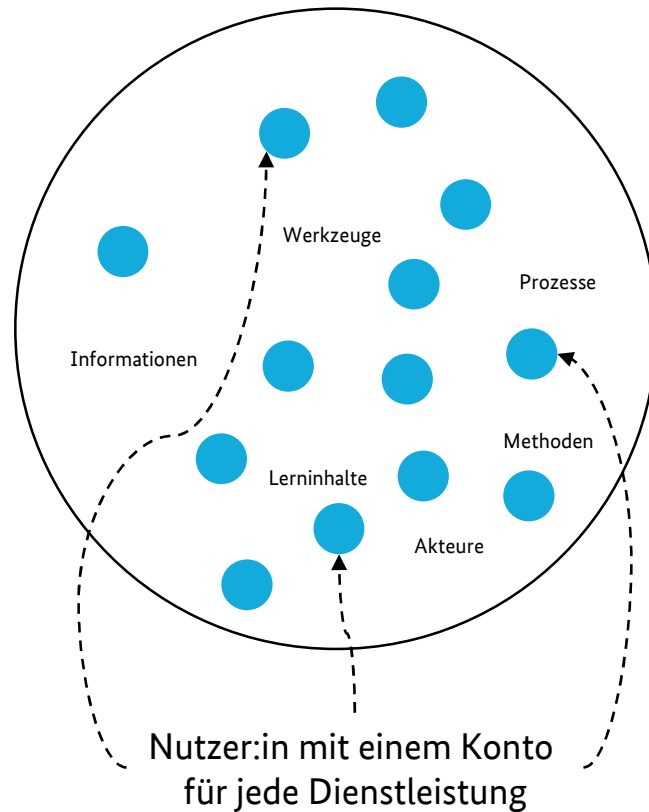 Werkzeuge
Prozesse
Informationen
Methoden
Lerninhalte
Akteure
Nutzer:in mit einem Konto
für jede Dienstleistung